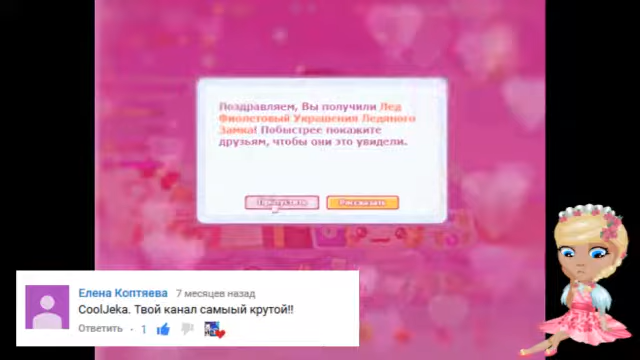 Поздравляем, Вы получили Лед
Фиолетовый Украшения Ледяного
Замка! Побыстрее покажите
друзьям, чтобы они это увидели.
Пропустить Рассказать
Елена Коптяева 7 месяцев назад
CoolJeka. Твой канал самыый крутой!!
Ответить · 1